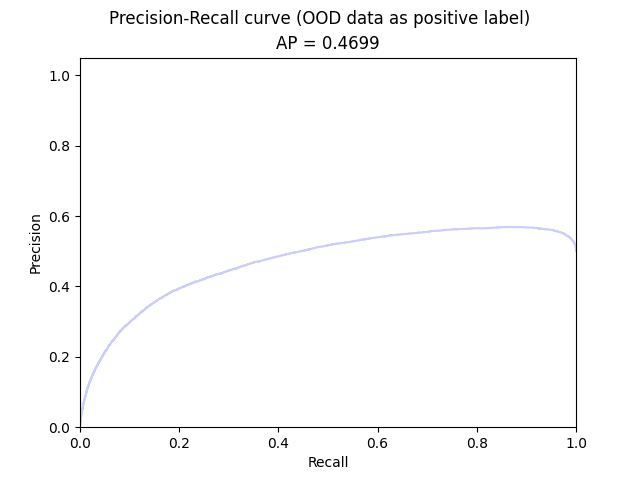 Precision-Recall curve (OOD data as positive label)
AP = 0.4699
1.0
0.8
0.6
0.4
0.2
0.0
Precision
0.0 0.2 0.4 0.6 0.8 1.0
Recall